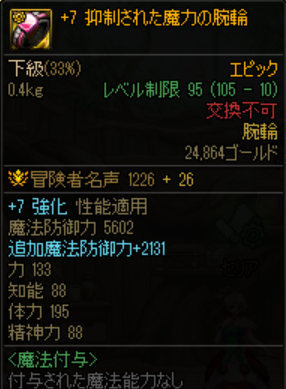 +7 抑制された魔力の腕輪
下級(33%) エピック
0.4kg レベル制限 95 (105 - 10)
交換不可
腕輪
24,864ゴールド
冒険者名声 1226 + 26
+7 強化 性能適用
魔法防御力 5602
追加魔法防御力+2131
力 133
知能 88
体力 195
精神力 88
<魔法付与>
付与された魔法能力なし